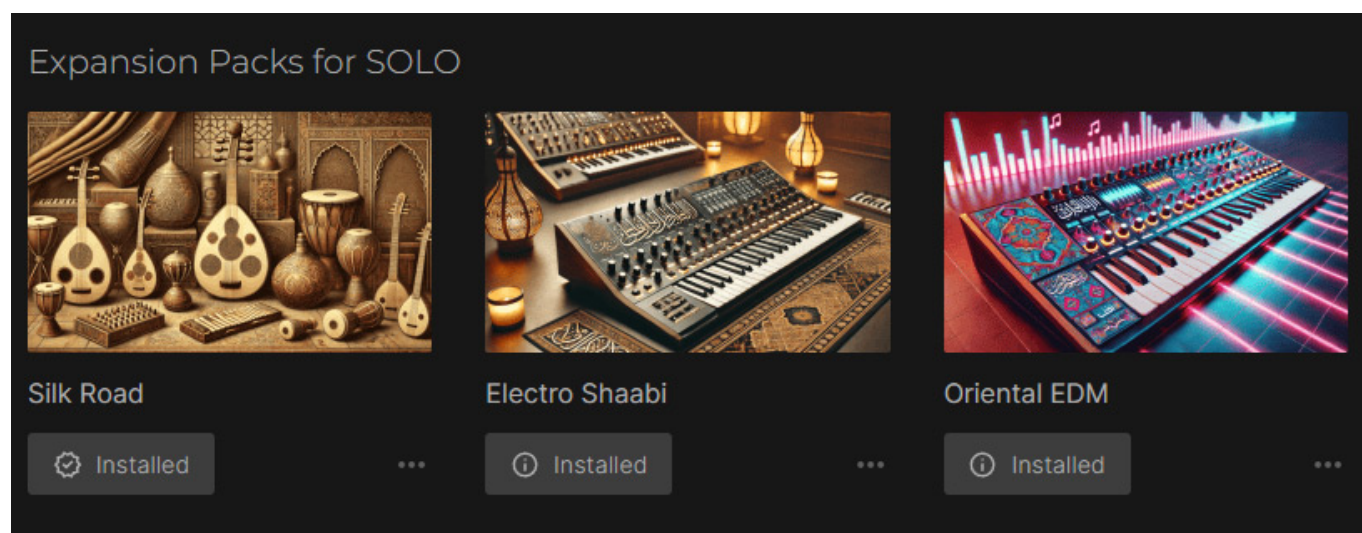 Expansion Packs for SOLO
Silk Road
Electro Shaabi
Oriental EDM
Installed
Installed
Installed